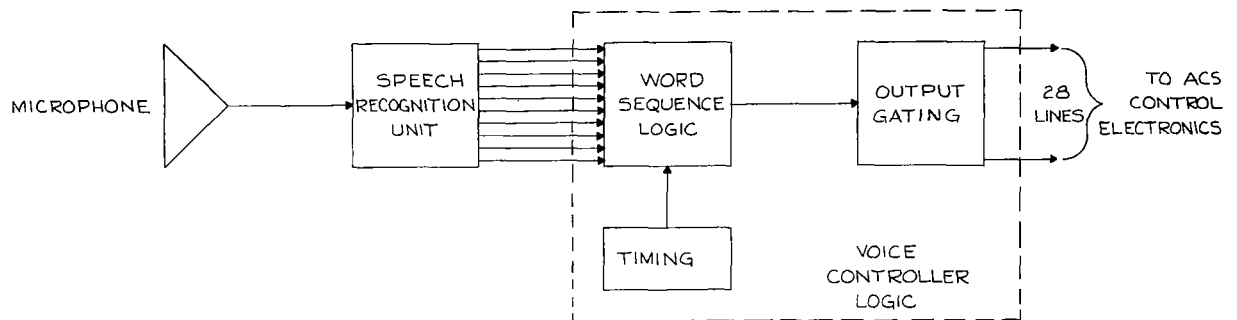 MICROPHONE
SPEECH
RECOGNITION
UNIT
WORD
SEQUENCE
LOGIC
TIMING
OUTPUT
GATING
28
LINES
TO ACS
CONTROL
ELECTRONICS
VOICE
CONTROLLER
LOGIC